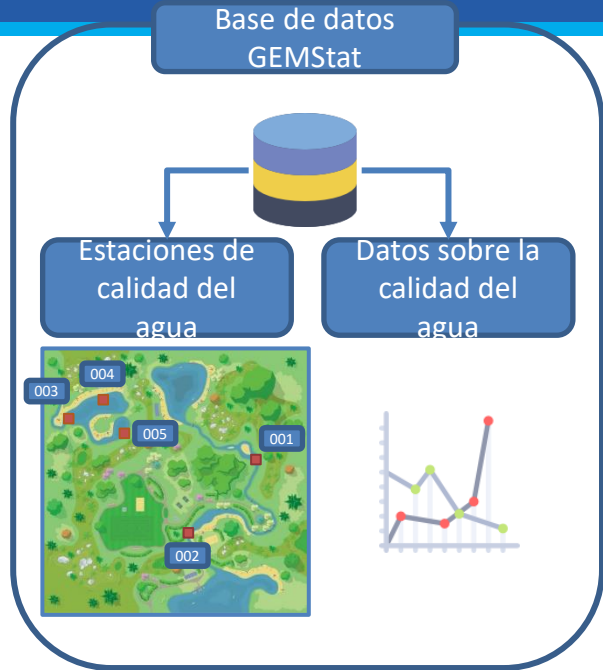 Base de datos
GEMStat
Estaciones de
calidad del
agua
Datos sobre la
calidad del
agua
004
003
005
001
002